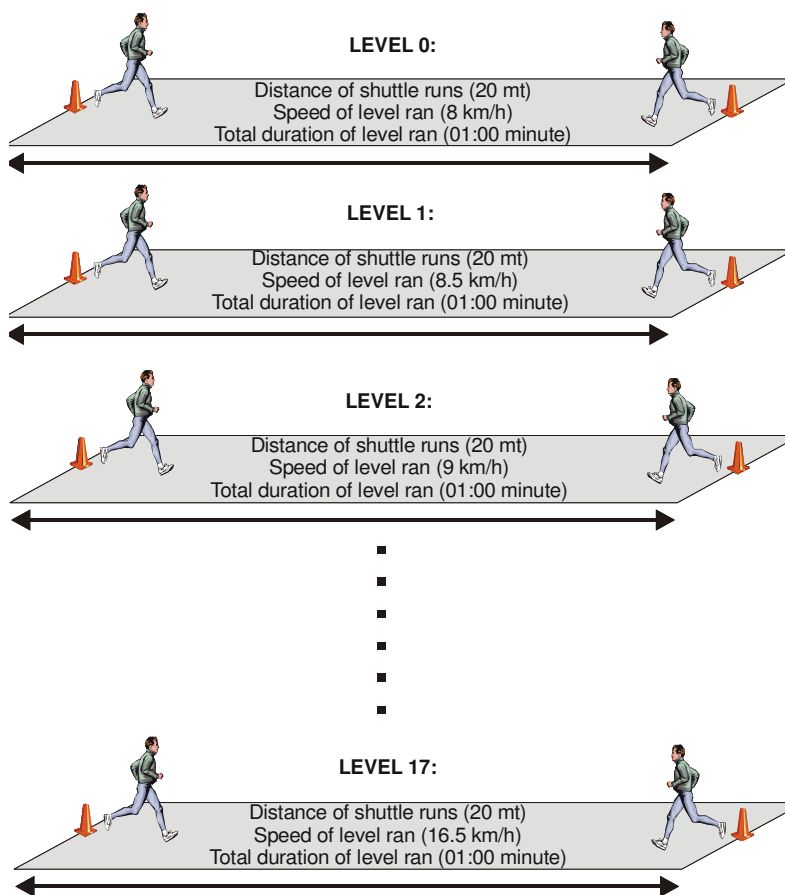 LEVEL 0:
Distance of shuttle runs (20 mt)
Speed of level ran (8 km/h)
Total duration of level ran (01:00 minute)
LEVEL 1:
Distance of shuttle runs (20 mt)
Speed of level ran (8.5 km/h)
Total duration of level ran (01:00 minute)
LEVEL 2:
Distance of shuttle runs (20 mt)
Speed of level ran (9 km/h)
Total duration of level ran (01:00 minute)
LEVEL 17:
Distance of shuttle runs (20 mt)
Speed of level ran (16.5 km/h)
Total duration of level ran (01:00 minute)